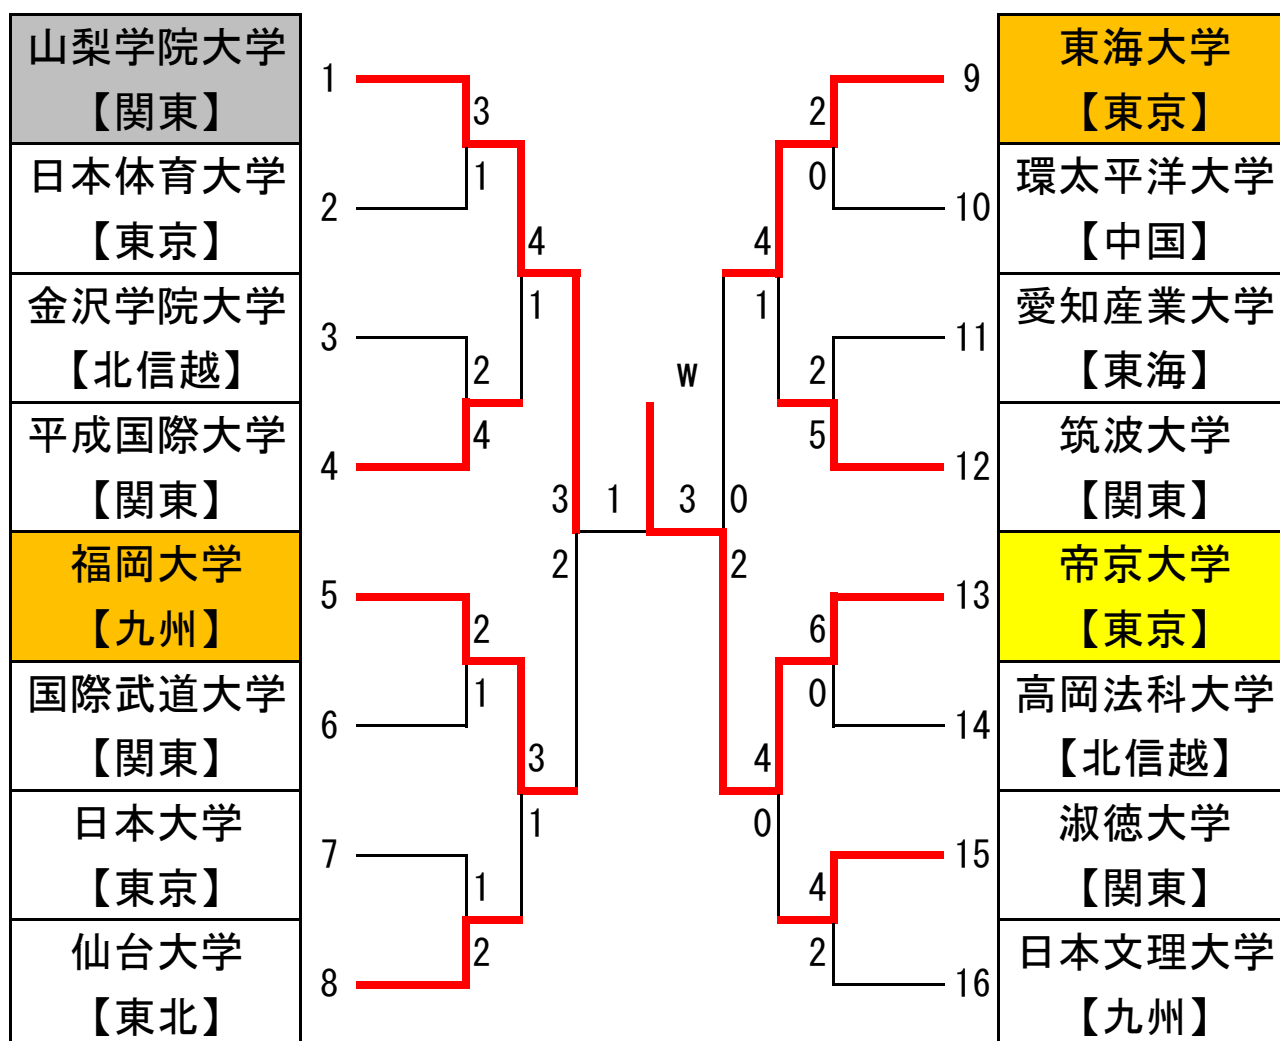 山梨学院大学
【関東】
日本体育大学
【東京】
金沢学院大学
【北信越】
平成国際大学
【関東】
福岡大学
【九州】
国際武道大学
【関東】
日本大学
【東京】
仙台大学
【東北】
1
2
3
4
5
6
7
8
3
1
2
4
2
1
1
2
4
1
3
1
3
2
1
W
3
0
2
4
1
4
0
2
0
2
5
6
0
4
2
9
10
11
12
13
14
15
16
東海大学
【東京】
環太平洋大学
【中国】
愛知産業大学
【東海】
筑波大学
【関東】
帝京大学
【東京】
高岡法科大学
【北信越】
淑徳大学
【関東】
日本文理大学
【九州】